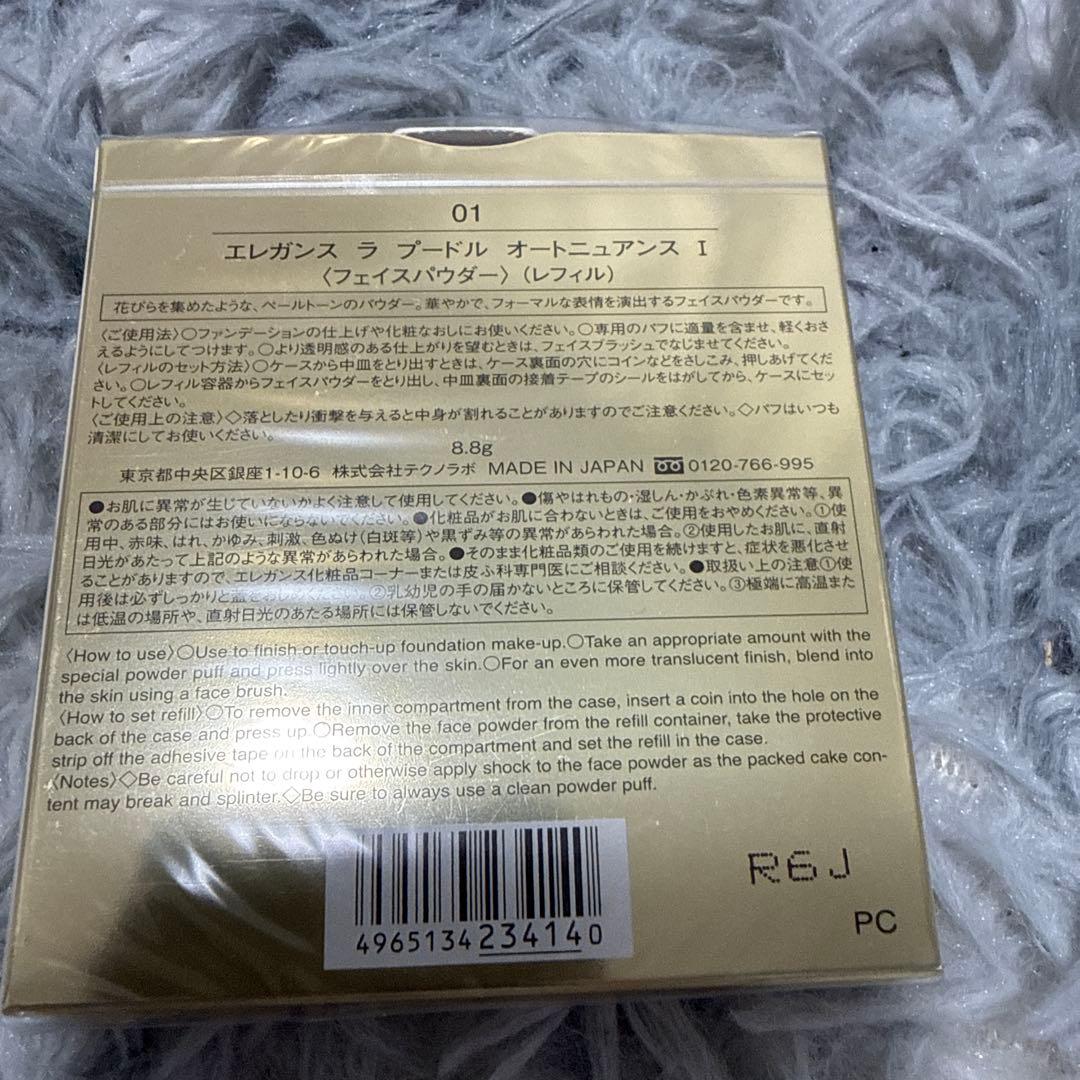 01
エレガンス ラ プードル オートニュアンス I
〈フェイスパウダー〉(レフィル)
花びらを集めたような、ペールトーンのパウダー。華やかで、フォーマルな表情を演出するフェイスパウダーです。
〈ご使用法〉○ファンデーションの仕上げや化粧なおしにお使いください。○専用のパフに適量を含ませ、軽くおさ
えるようにしてつけます。○より透明感のある仕上がりを望むときは、フェイスブラッシュでなじませてください。
〈レフィルのセット方法〉○ケースから中皿をとり出すときは、ケース裏面の穴にコインなどをさしこみ、押しあげてくだ
さい。○レフィル容器からフェイスパウダーをとり出し、中皿裏面の接着テープのシールをはがしてから、ケースにセッ
トしてください。
〈ご使用上の注意〉◇落としたり衝撃を与えると中身が割れることがありますのでご注意ください。◇パフはいつも
清潔にしてお使いください。
8.8g
東京都中央区銀座1-10-6 株式会社テクノラボ MADE IN JAPAN 0120-766-995
●お肌に異常が生じていないかよく注意して使用してください。●傷やはれもの・湿しん・かぶれ・色素異常等、異
常のある部分にはお使いにならないでください。●化粧品がお肌に合わないときは、ご使用をおやめください。①使
用中、赤味、はれ、かゆみ、刺激、色ぬけ(白斑等)や黒ずみ等の異常があらわれた場合。②使用したお肌に、直射
日光があたって上記のような異常があらわれた場合。●そのまま化粧品類のご使用を続けますと、症状を悪化させ
ることがありますので、エレガンス化粧品コーナーまたは皮ふ科専門医にご相談ください。●取扱い上の注意①使
用後は必ずしっかりと蓋をおしめください。②乳幼児の手の届かないところに保管してください。③極端に高温また
は低温の場所や、直射日光のあたる場所には保管しないでください。
〈How to use〉○Use to finish or touch-up foundation make-up.○Take an appropriate amount with the
special powder puff and press lightly over the skin.○For an even more translucent finish, blend into
the skin using a face brush.
〈How to set refill〉○To remove the inner compartment from the case, insert a coin into the hole on the
back of the case and press up.○Remove the face powder from the refill container, take the protective
strip off the adhesive tape on the back of the compartment and set the refill in the case.
〈Notes〉◇Be careful not to drop or otherwise apply shock to the face powder as the packed cake con-
tent may break and splinter.◇Be sure to always use a clean powder puff.
4965134234140
R6J
PC